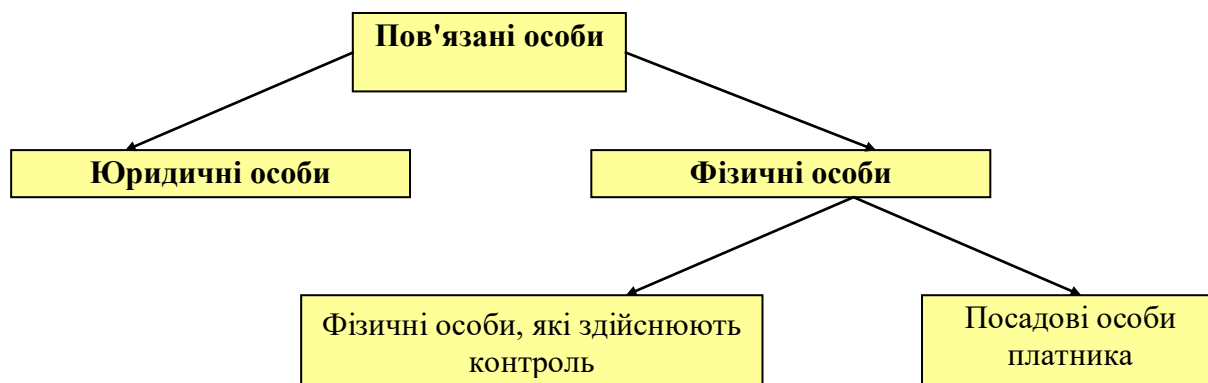 Пов'язані особи
Юридичні особи
Фізичні особи
Фізичні особи, які здійснюють
контроль
Посадові особи
платника